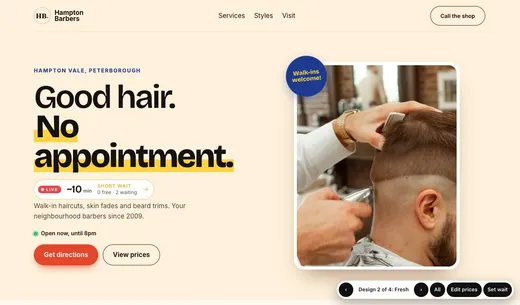 HB.
Hampton
Barbers
Services
Styles
Visit
Call the shop
Walk-ins
welcome!
HAMPTON VALE, PETERBOROUGH
Good hair.
No
appointment.
LIVE
~10 min
SHORT WAIT
0 free · 2 waiting
→
Walk-in haircuts, skin fades and beard trims. Your
neighbourhood barbers since 2009.
Open now, until 8pm
Get directions
View prices
‹
Design 2 of 4: Fresh
›
All
Edit prices
Set wait